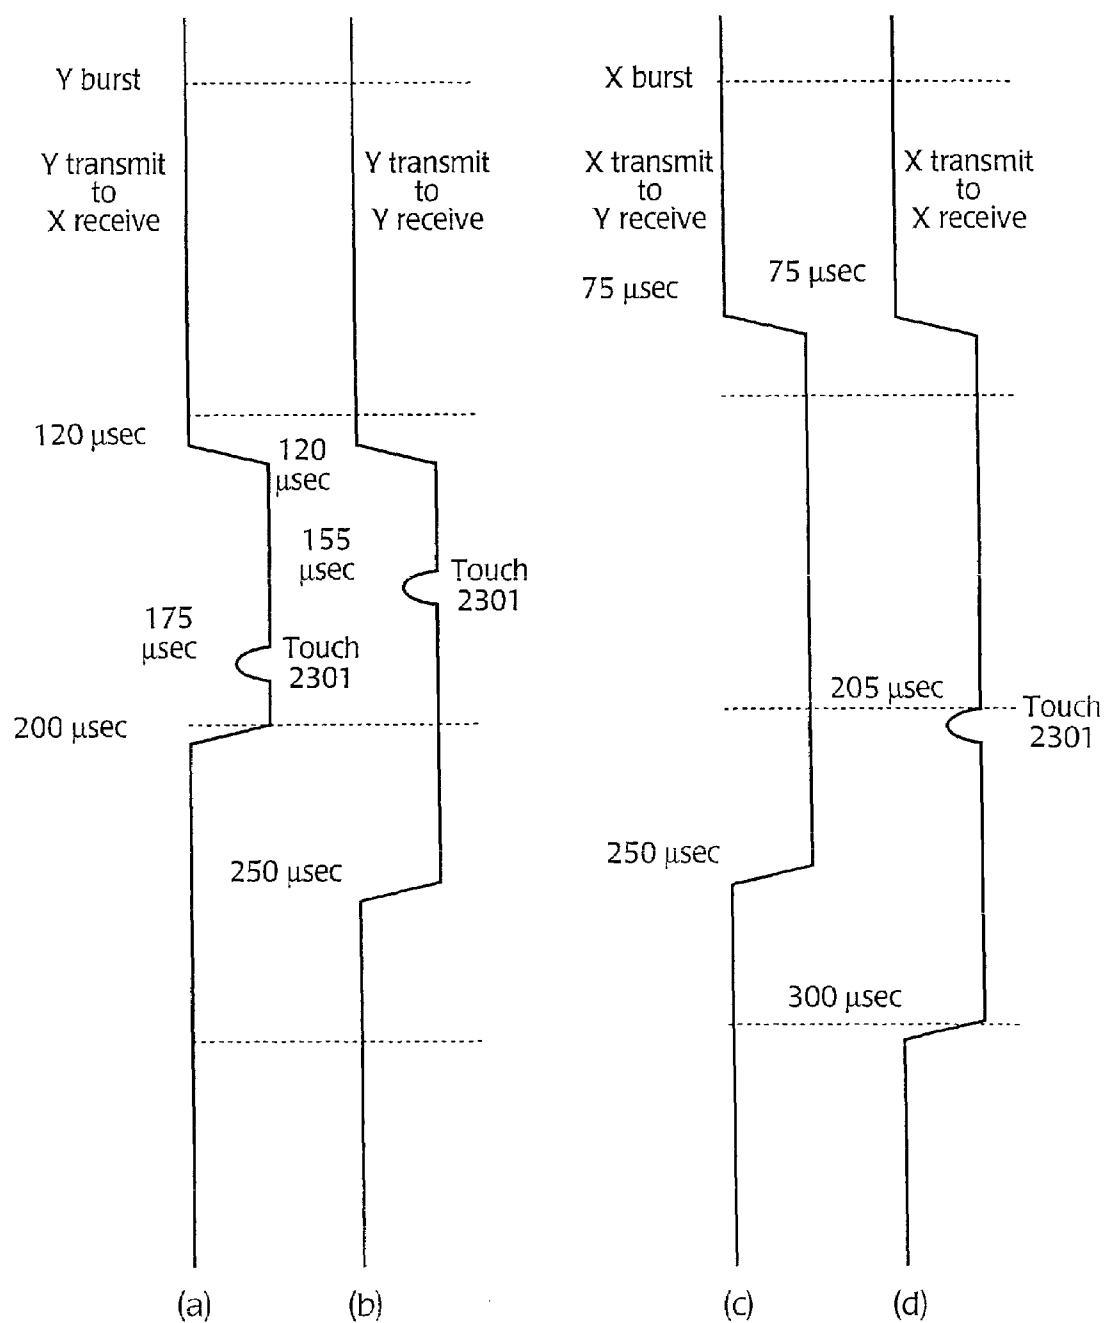 Y burst
Y transmit
to
X receive
Y transmit
to
Y receive
120 µsec
120
µsec
155
µsec
Touch
2301
175
µsec
Touch
2301
200 µsec
250 µsec
(a)
(b)
X burst
X transmit
to
Y receive
X transmit
to
X receive
75 µsec
75 µsec
205 µsec
Touch
2301
250 µsec
300 µsec
(c)
(d)